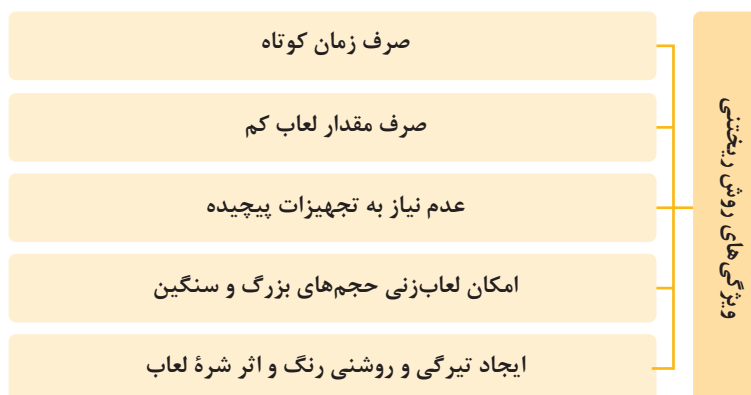 ویژگی‌های روش ریختنی
صرف زمان کوتاه
صرف مقدار لعاب کم
عدم نیاز به تجهیزات پیچیده
امکان لعاب‌زنی حجم‌های بزرگ و سنگین
ایجاد تیرگی و روشنی رنگ و اثر شرهٔ لعاب